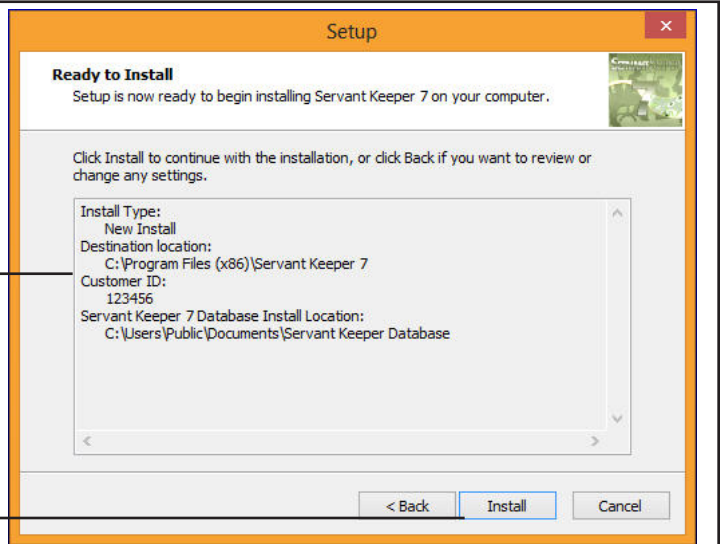 Setup
Ready to Install
Setup is now ready to begin installing Servant Keeper 7 on your computer.
Click Install to continue with the installation, or click Back if you want to review or
change any settings.
Install Type:
New Install
Destination location:
C:\Program Files (x86)\Servant Keeper 7
Customer ID:
123456
Servant Keeper 7 Database Install Location:
C:\Users\Public\Documents\Servant Keeper Database
< Back
Install
Cancel